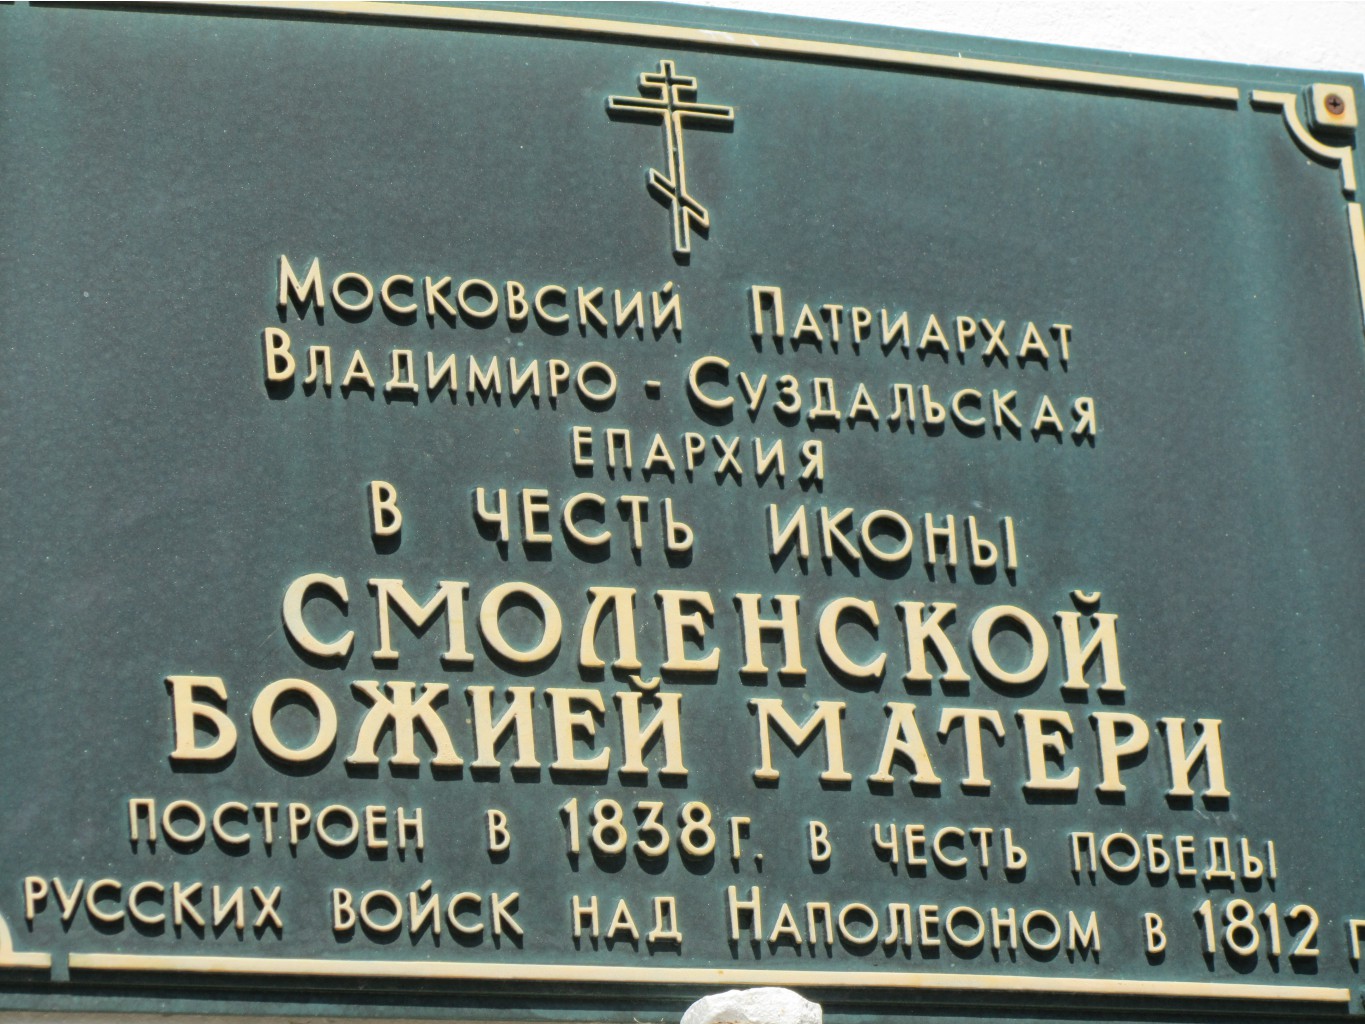 Московский Патриархат
Владимиро - Суздальская
епархия
в честь иконы
Смоленской
Божией Матери
построен в 1838г. в честь победы
русских войск над Наполеоном в 1812 г